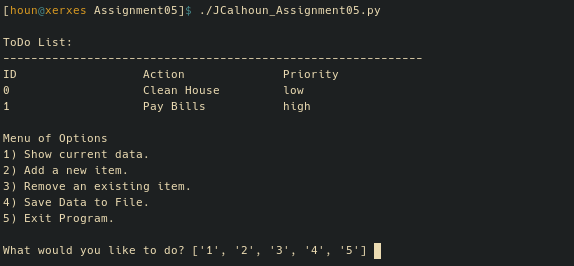 [houn@xerxes Assignment05]$ ./JCalhoun_Assignment05.py
ToDo List:
------------------------------------------------------------
ID Action Priority
0 Clean House low
1 Pay Bills high
Menu of Options
1) Show current data.
2) Add a new item.
3) Remove an existing item.
4) Save Data to File.
5) Exit Program.
What would you like to do? ['1', '2', '3', '4', '5']